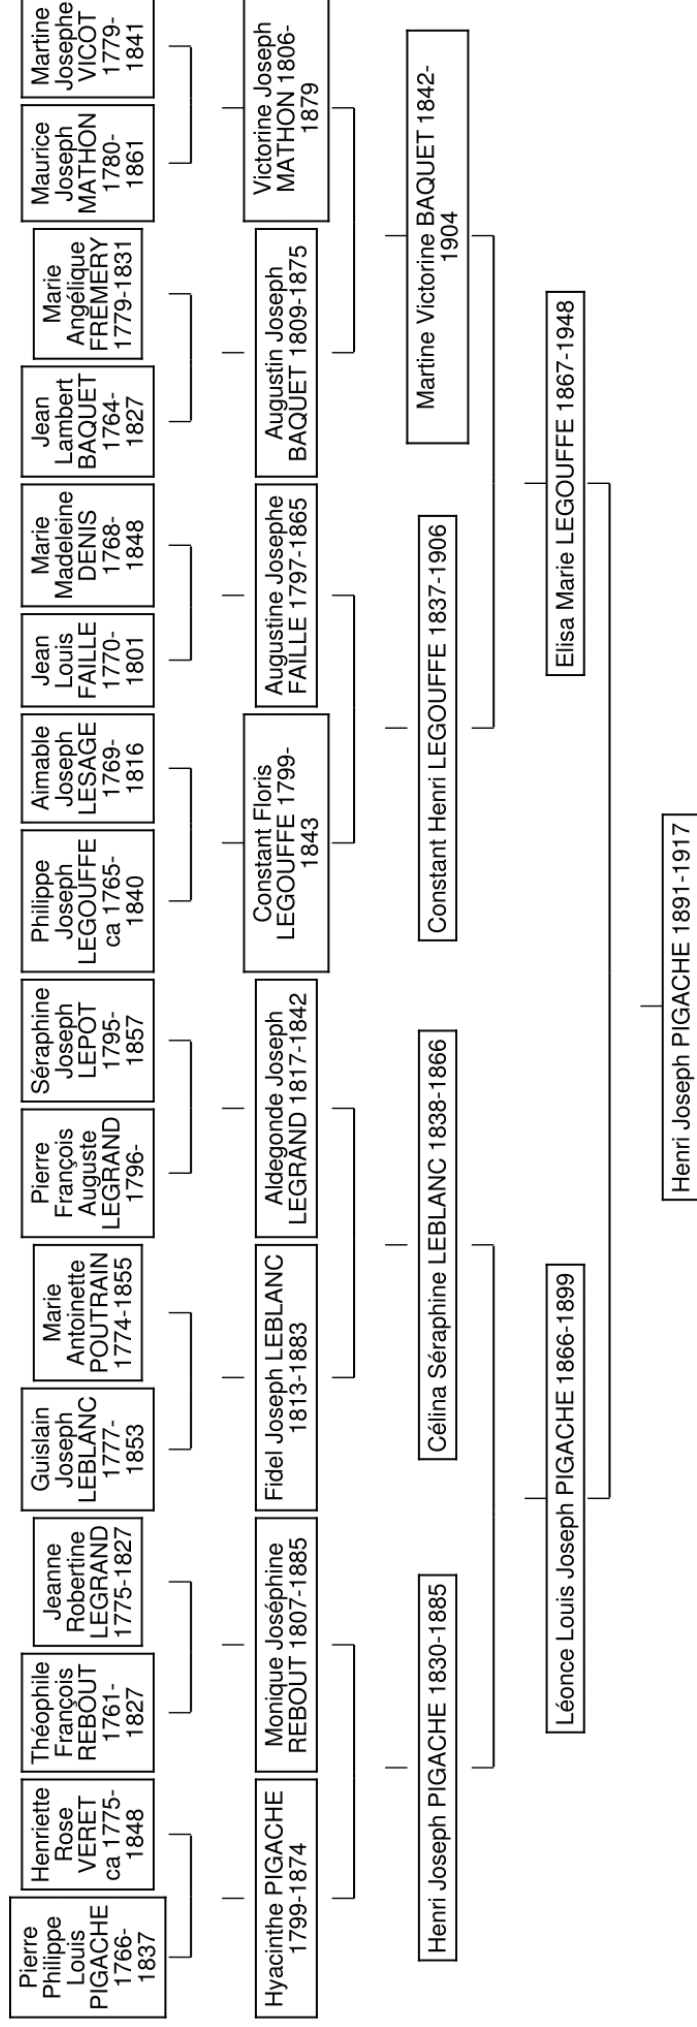 Pierre
Philippe
Louis
PIGACHE
1766-
1837
Henriette
Rose
VERET
ca 1775-
1848
Théophile
François
REBOUT
1761-
1827
Jeanne
Robertine
LEGRAND
1775-1827
Guislain
Joseph
LEBLANC
1777-
1853
Marie
Antoinette
POUTRAIN
1774-1855
Pierre
François
Auguste
LEGRAND
1796-
Séraphine
Joseph
LEPOT
1795-
1857
Philippe
Joseph
LEGOUFFE
ca 1765-
1840
Aimable
Joseph
LESAGE
1769-
1816
Jean
Louis
FAILLE
1770-
1801
Marie
Madeleine
DENIS
1768-
1848
Jean
Lambert
BAQUET
1764-
1827
Marie
Angélique
FREMERY
1779-1831
Maurice
Joseph
MATHON
1780-
1861
Martine
Josephe
VICOT
1779-
1841
Hyacinthe PIGACHE
1799-1874
Monique Joséphine
REBOUT 1807-1885
Fidel Joseph LEBLANC
1813-1883
Aldegonde Joseph
LEGRAND 1817-1842
Constant Floris
LEGOUFFE 1799-
1843
Augustine Josephe
FAILLE 1797-1865
Augustin Joseph
BAQUET 1809-1875
Victorine Joseph
MATHON 1806-
1879
Henri Joseph PIGACHE 1830-1885
Célina Séraphine LEBLANC 1838-1866
Constant Henri LEGOUFFE 1837-1906
Martine Victorine BAQUET 1842-
1904
Léonce Louis Joseph PIGACHE 1866-1899
Elisa Marie LEGOUFFE 1867-1948
Henri Joseph PIGACHE 1891-1917